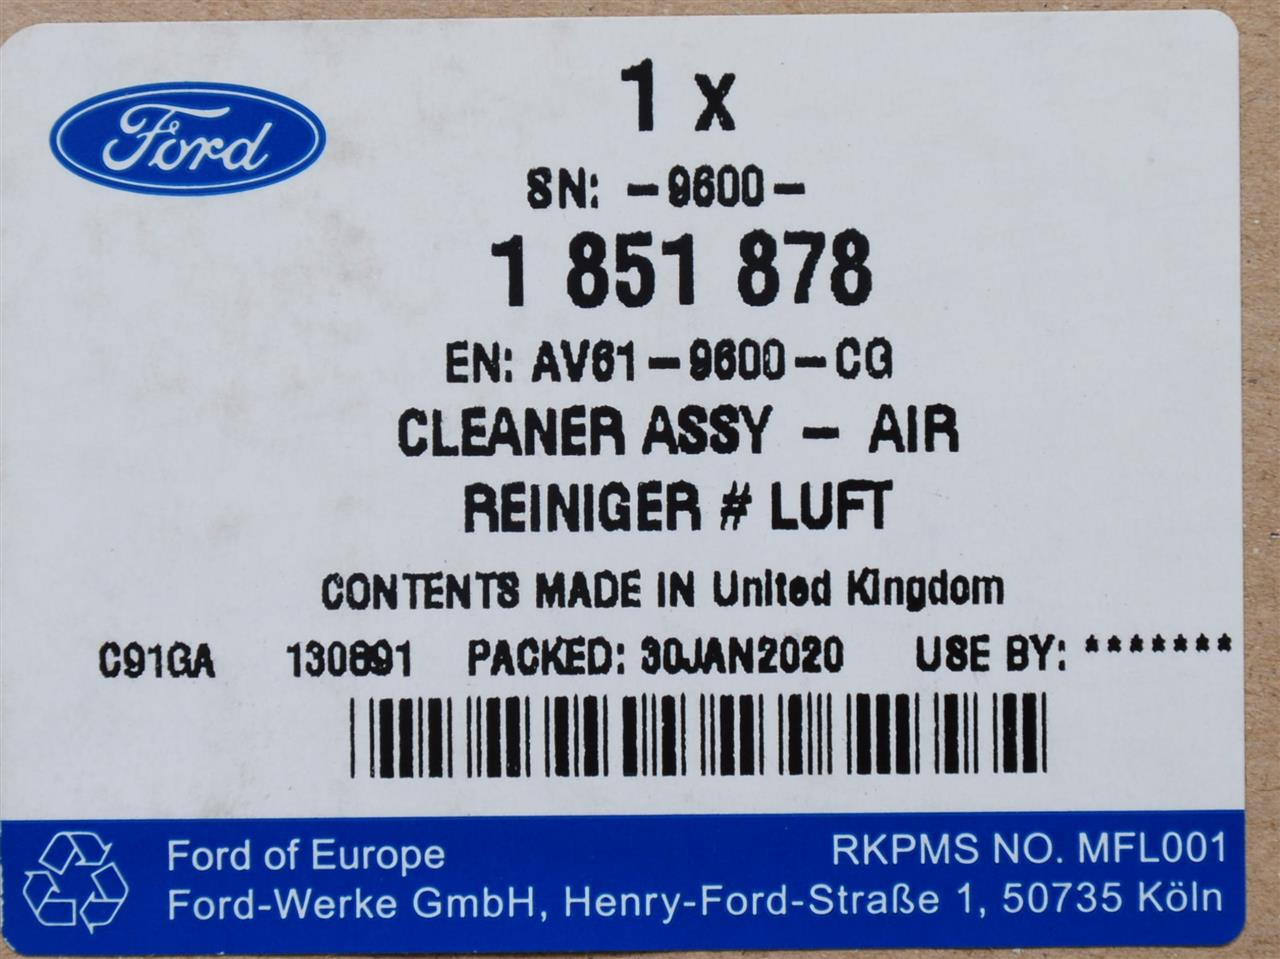 Ford
1 x
SN: -9600-
1 851 878
EN: AV61-9600-CG
CLEANER ASSY - AIR
REINIGER # LUFT
CONTENTS MADE IN United Kingdom
C91GA 130891 PACKED: 30JAN2020 USE BY: *******
Ford of Europe RKPMS NO. MFL001
Ford-Werke GmbH, Henry-Ford-Straße 1, 50735 Köln